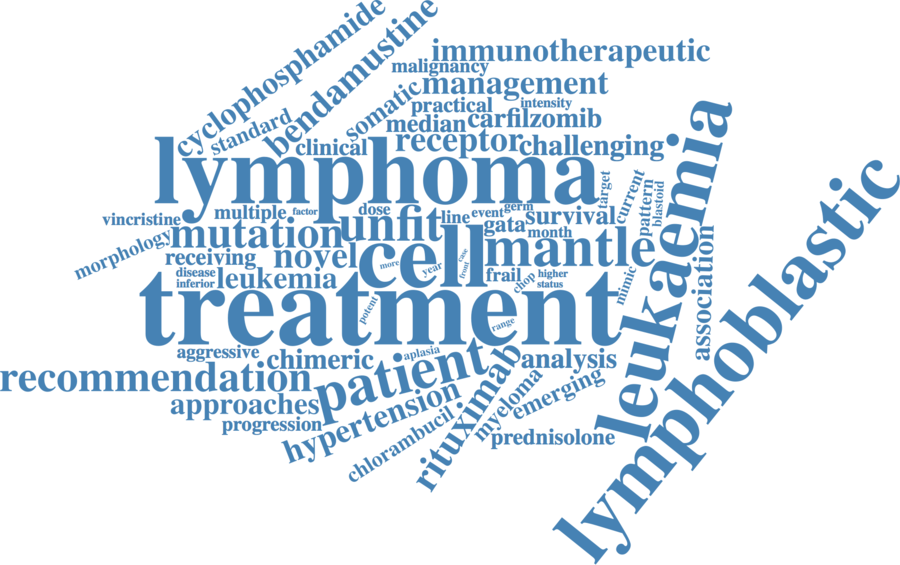 cyclophosphamide
bendamustine
immunotherapeutic
malignancy
management
somatic
practical
intensity
standard
median
carfilzomib
clinical
receptor
challenging
lymphoma
leukaemia
lymphoblastic
target
current
pattern
blastoid
vincristine
multiple
factor
dose
line
event
germ
survival
unfit
gata
month
mutation
morphology
receiving
novel
cell
mantle
association
more
year
case
front
disease
inferior
leukemia
frail
higher
status
chop
mimic
treatment
potent
range
aggressive
chimeric
aplasia
analysis
patient
recommendation
approaches
progression
hypertension
chlorambucil
rituximab
myeloma
emerging
prednisolone